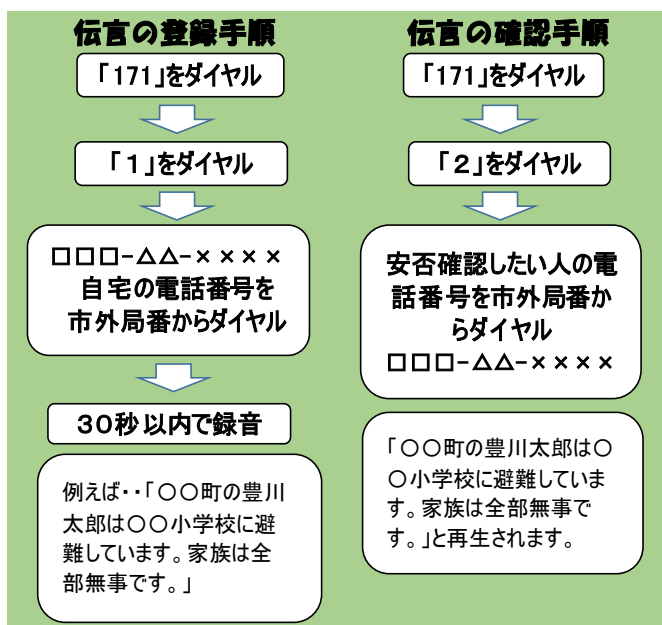 伝言の登録手順
「171」をダイヤル
「1」をダイヤル
□□□-△△-××××
自宅の電話番号を
市外局番からダイヤル
30秒以内で録音
例えば・・「○○町の豊川
太郎は○○小学校に避
難しています。家族は全
部無事です。」
伝言の確認手順
「171」をダイヤル
「2」をダイヤル
安否確認したい人の電
話番号を市外局番か
らダイヤル
□□□-△△-××××
「○○町の豊川太郎は○
○小学校に避難していま
す。家族は全部無事で
す。」と再生されます。